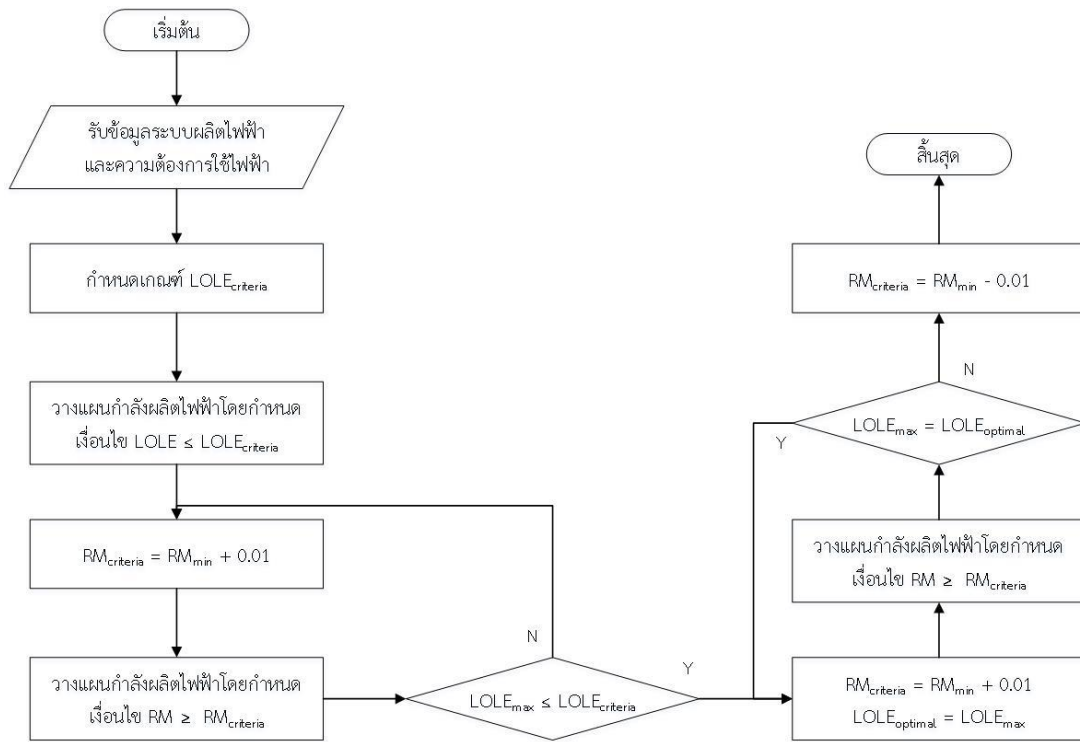 เริ่มต้น
รับข้อมูลระบบผลิตไฟฟ้า
และความต้องการใช้ไฟฟ้า
กำหนดเกณฑ์ LOLEcriteria
วางแผนกำลังผลิตไฟฟ้าโดยกำหนด
เงื่อนไข LOLE ≤ LOLEcriteria
RMcriteria = RMmin + 0.01
วางแผนกำลังผลิตไฟฟ้าโดยกำหนด
เงื่อนไข RM ≥ RMcriteria
LOLEmax ≤ LOLEcriteria
N
Y
RMcriteria = RMmin + 0.01
LOLEoptimal = LOLEmax
วางแผนกำลังผลิตไฟฟ้าโดยกำหนด
เงื่อนไข RM ≥ RMcriteria
LOLEmax = LOLEoptimal
Y
N
RMcriteria = RMmin - 0.01
สิ้นสุด